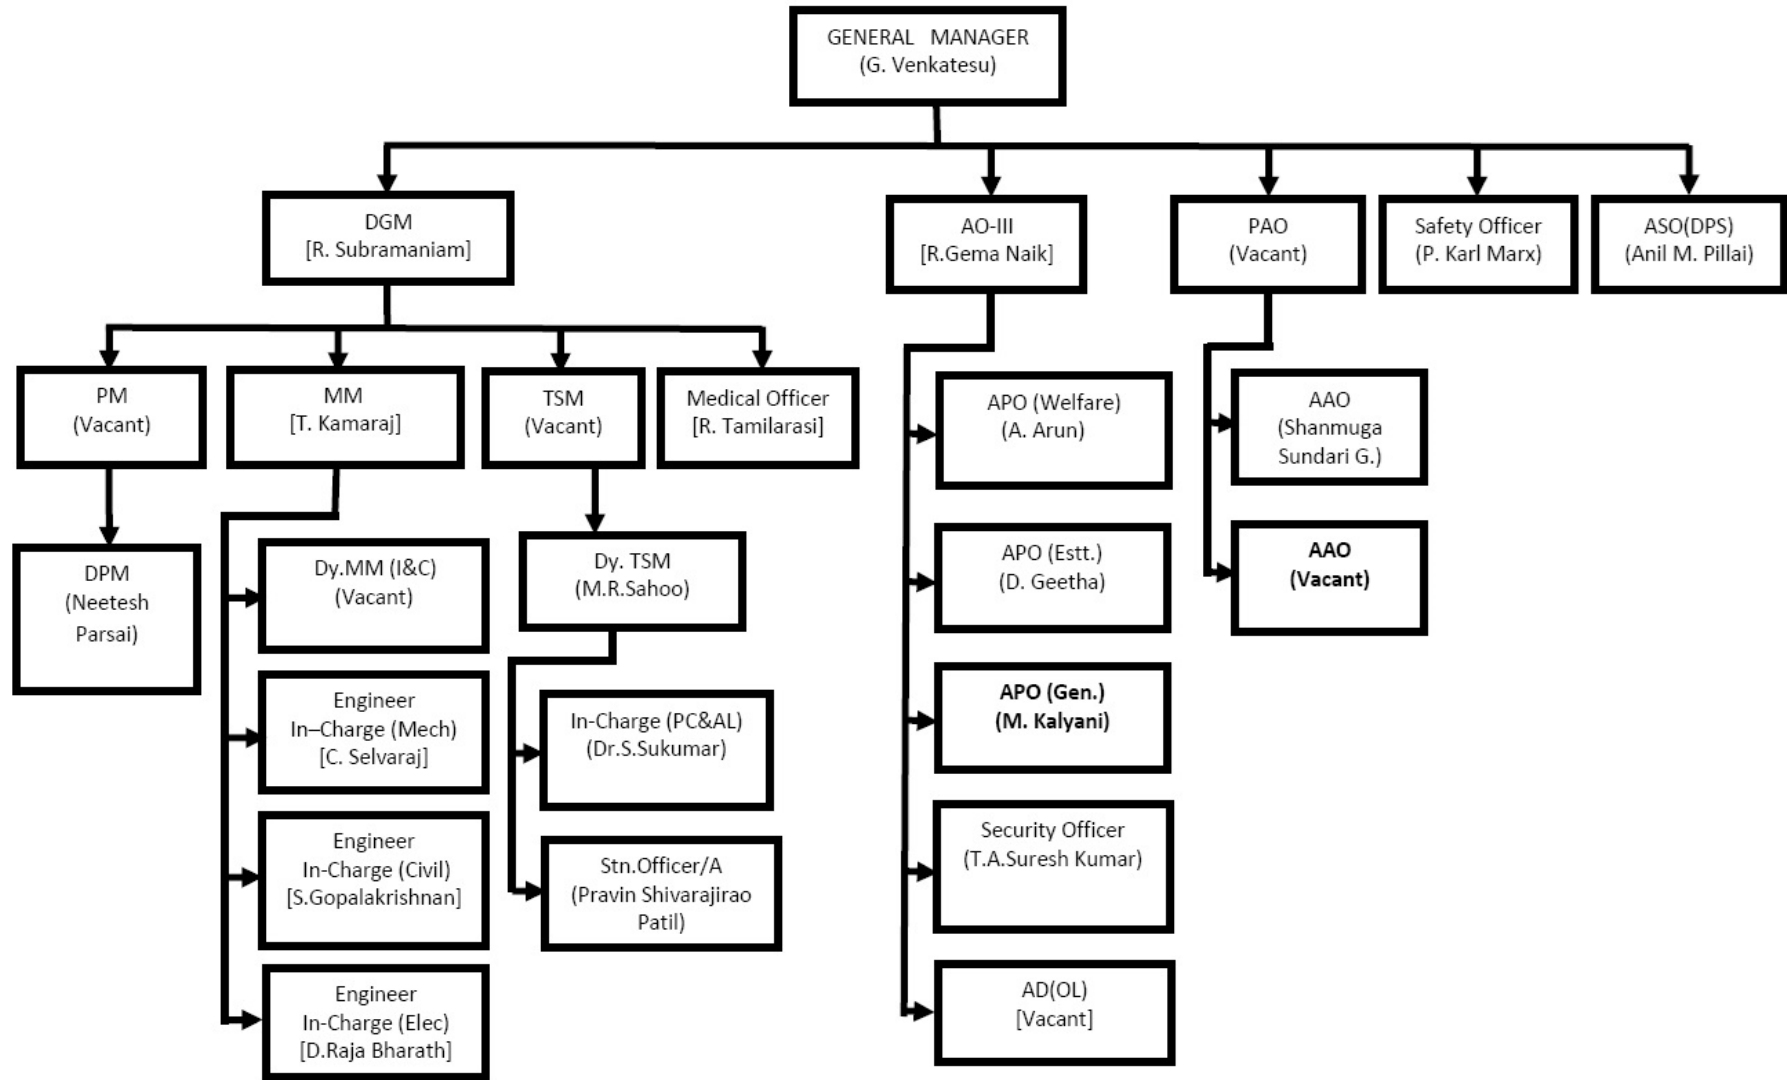 GENERAL MANAGER
(G. Venkatesu)
DGM
[R. Subramaniam]
AO-III
[R.Gema Naik]
PAO
(Vacant)
Safety Officer
(P. Karl Marx)
ASO(DPS)
(Anil M. Pillai)
PM
(Vacant)
MM
[T. Kamaraj]
TSM
(Vacant)
Medical Officer
[R. Tamilarasi]
DPM
(Neetesh
Parsai)
Dy.MM (I&C)
(Vacant)
Engineer
In–Charge (Mech)
[C. Selvaraj]
Engineer
In-Charge (Civil)
[S.Gopalakrishnan]
Engineer
In-Charge (Elec)
[D.Raja Bharath]
Dy. TSM
(M.R.Sahoo)
In-Charge (PC&AL)
(Dr.S.Sukumar)
Stn.Officer/A
(Pravin Shivarajirao
Patil)
APO (Welfare)
(A. Arun)
APO (Estt.)
(D. Geetha)
APO (Gen.)
(M. Kalyani)
Security Officer
(T.A.Suresh Kumar)
AD(OL)
[Vacant]
AAO
(Shanmuga
Sundari G.)
AAO
(Vacant)